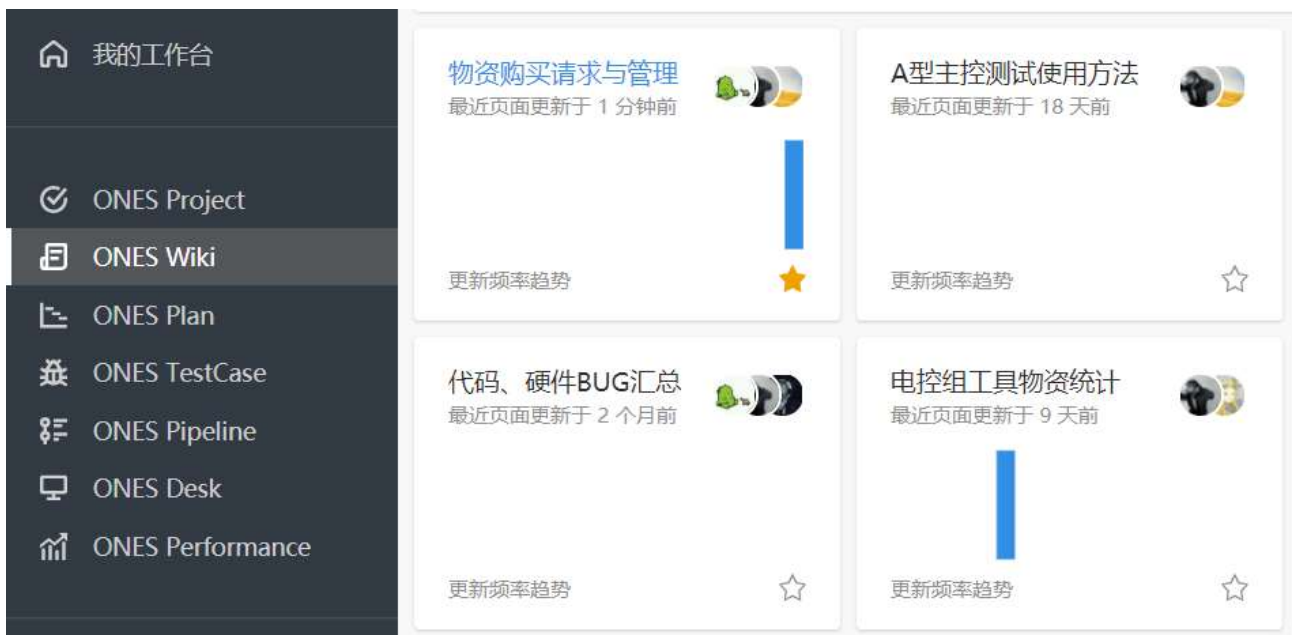 我的工作台
ONES Project
ONES Wiki
ONES Plan
ONES TestCase
ONES Pipeline
ONES Desk
ONES Performance
物资购买请求与管理
最近页面更新于 1 分钟前
更新频率趋势
A型主控测试使用方法
最近页面更新于 18 天前
更新频率趋势
代码、硬件BUG汇总
最近页面更新于 2 个月前
更新频率趋势
电控组工具物资统计
最近页面更新于 9 天前
更新频率趋势